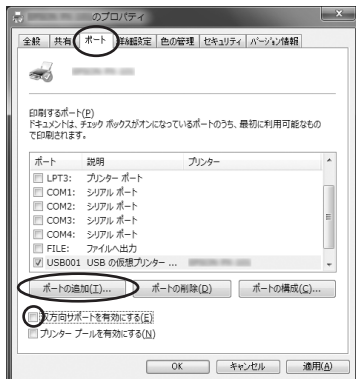 のプロパティ
全般 共有 ポート 詳細設定 色の管理 セキュリティ バージョン情報
印刷するポート(P)
ドキュメントは、チェック ボックスがオンになっているポートのうち、最初に利用可能なもの
で印刷されます。
ポート 説明 プリンター
LPT3: プリンター ポート
COM1: シリアル ポート
COM2: シリアル ポート
COM3: シリアル ポート
COM4: シリアル ポート
FILE: ファイルへ出力
USB001 USB の仮想プリンター ...
ポートの追加(T)... ポートの削除(D) ポートの構成(C)...
双方向サポートを有効にする(E)
プリンター プールを有効にする(N)
OK キャンセル 適用(A)